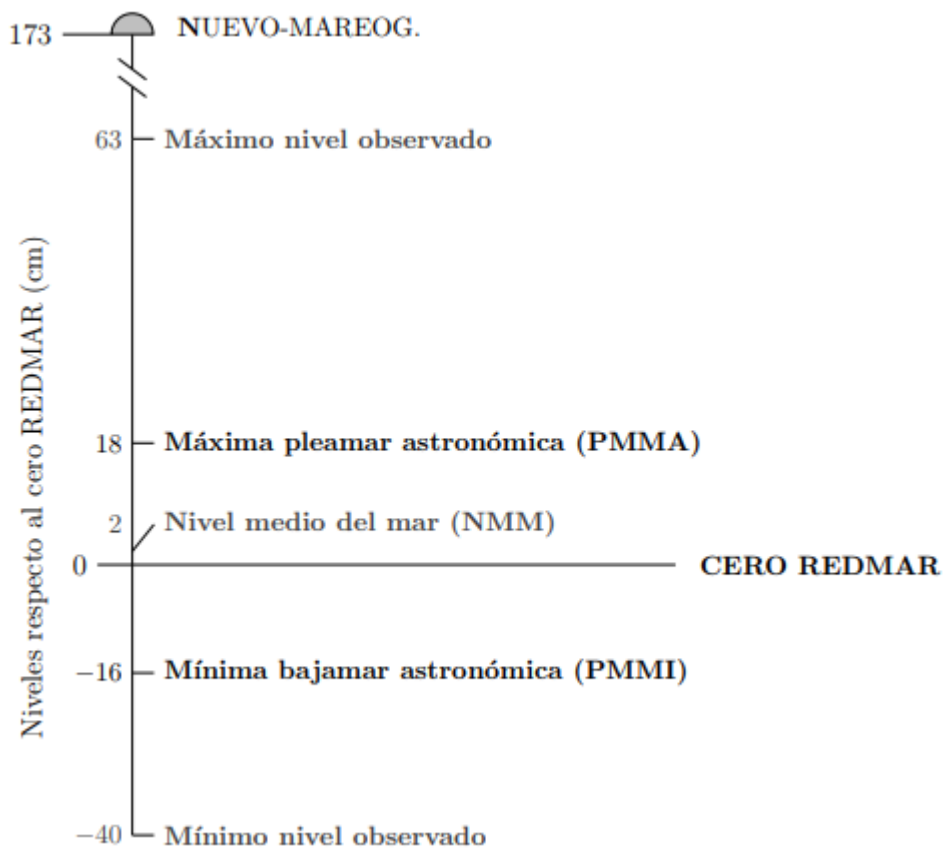 173 NUEVO-MAREOG.
63 Máximo nivel observado
Niveles respecto al cero REDMAR (cm)
18 Máxima pleamar astronómica (PMMA)
2 Nivel medio del mar (NMM)
0 CERO REDMAR
−16 Mínima bajamar astronómica (PMMI)
−40 Mínimo nivel observado